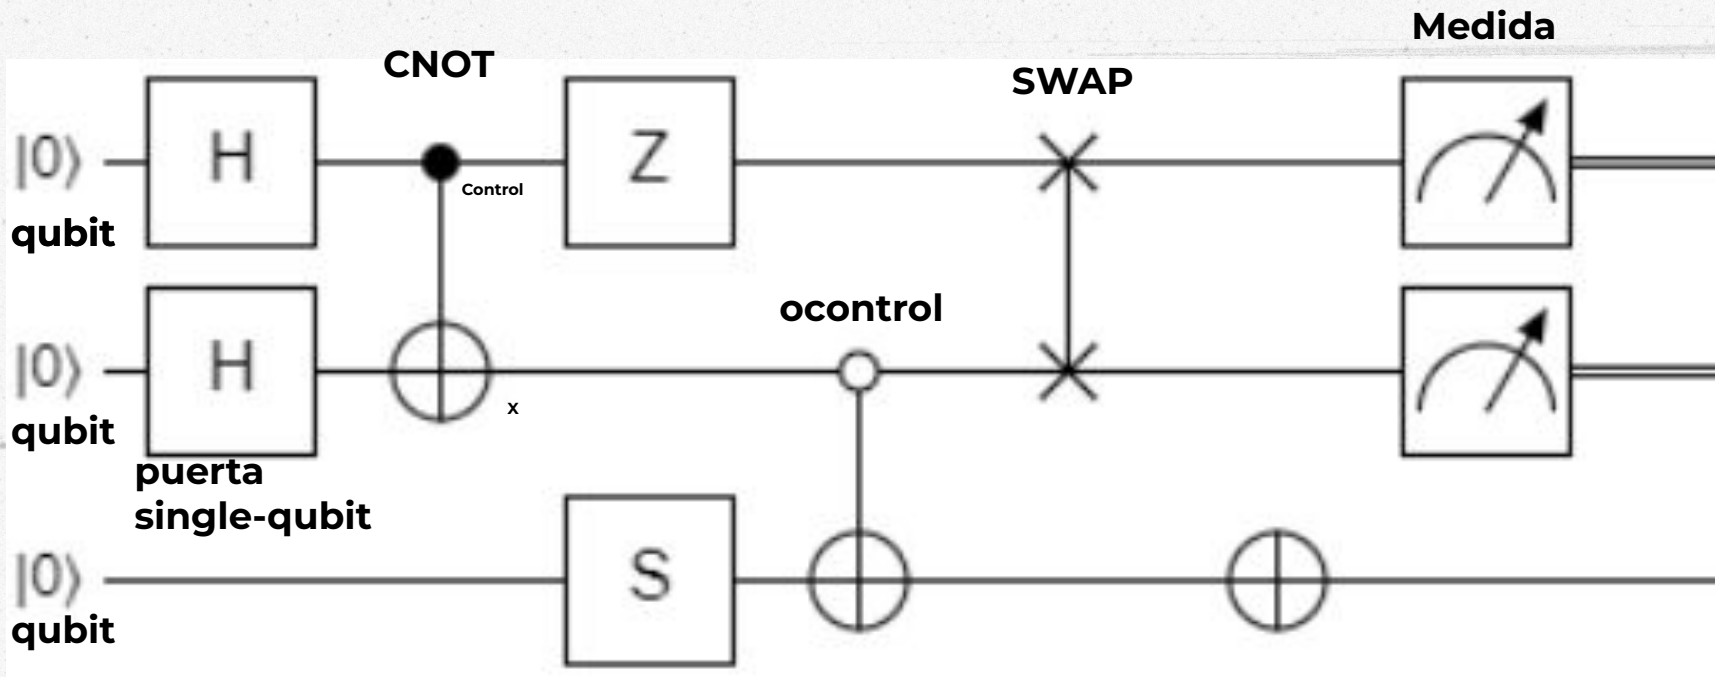 Medida
CNOT
SWAP
|0⟩ H Z
Control
qubit
ocontrol
|0⟩ H
x
qubit
puerta
single-qubit
|0⟩ S
qubit